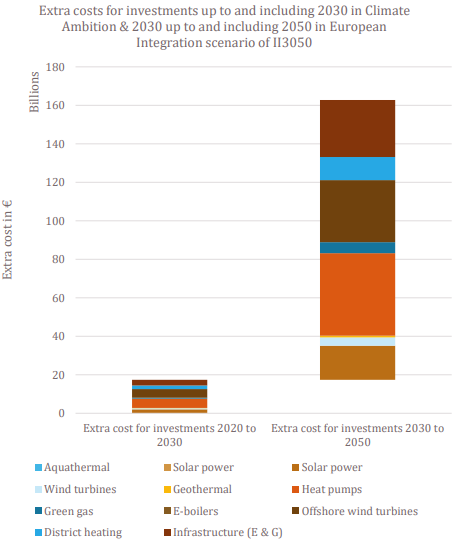 Extra costs for investments up to and including 2030 in Climate
Ambition & 2030 up to and including 2050 in European
Integration scenario of II3050
Billions
Extra cost in €
180
160
140
120
100
80
60
40
20
0
Extra cost for investments 2020 to
2030
Extra cost for investments 2030 to
2050
Aquathermal
Solar power
Solar power
Wind turbines
Geothermal
Heat pumps
Green gas
E-boilers
Offshore wind turbines
District heating
Infrastructure (E & G)